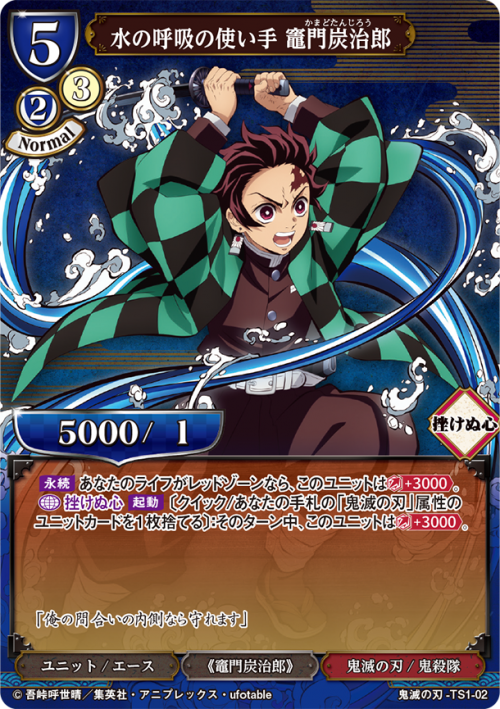 5
かまどたんじろう
水の呼吸の使い手 竈門炭治郎
2
3
Normal
挫けぬ心
5000/ 1
永続 あなたのライフがレッドゾーンなら、このユニットは+3000。
挫けぬ心 起動 〔クイック/あなたの手札の「鬼滅の刃」属性の
ユニットカードを1枚捨てる〕:そのターン中、このユニットは+3000。
「俺の間合いの内側なら守れます」
ユニット / エース
《竈門炭治郎》
鬼滅の刃 / 鬼殺隊
© 吾峠呼世晴/集英社・アニプレックス・ufotable
鬼滅の刃 -TS1-02